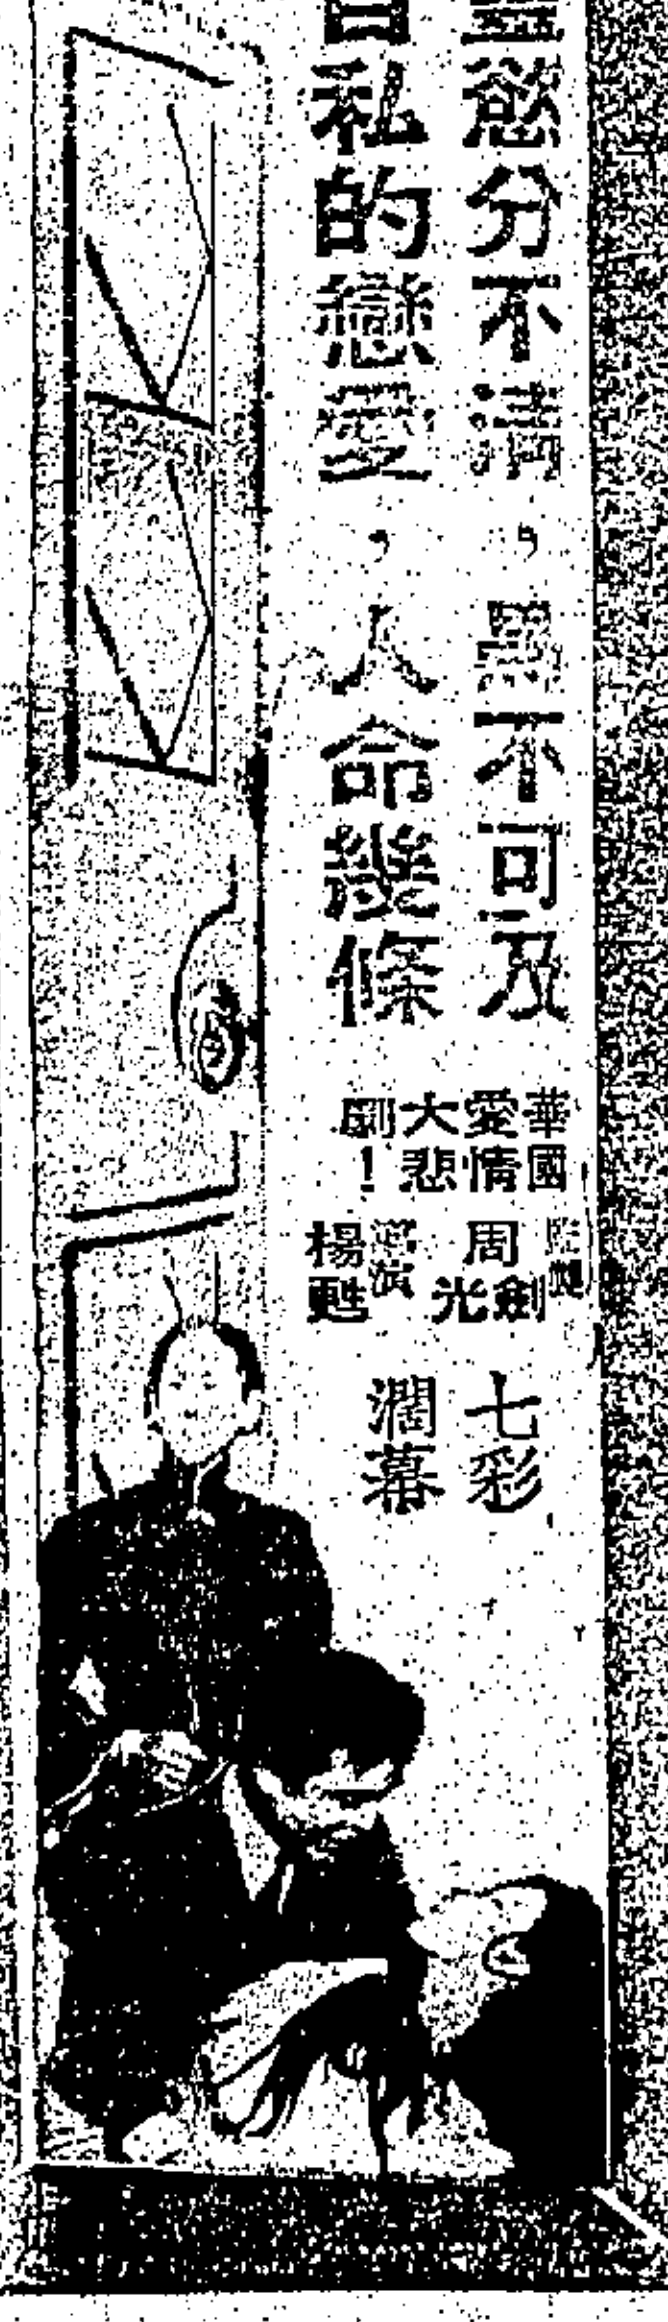 靈慾分不清，愚不可及
自私的戀愛，人命幾條
華國
愛情
大悲
劇！
監製
周劍光
導演
楊甦
七彩
濶幕